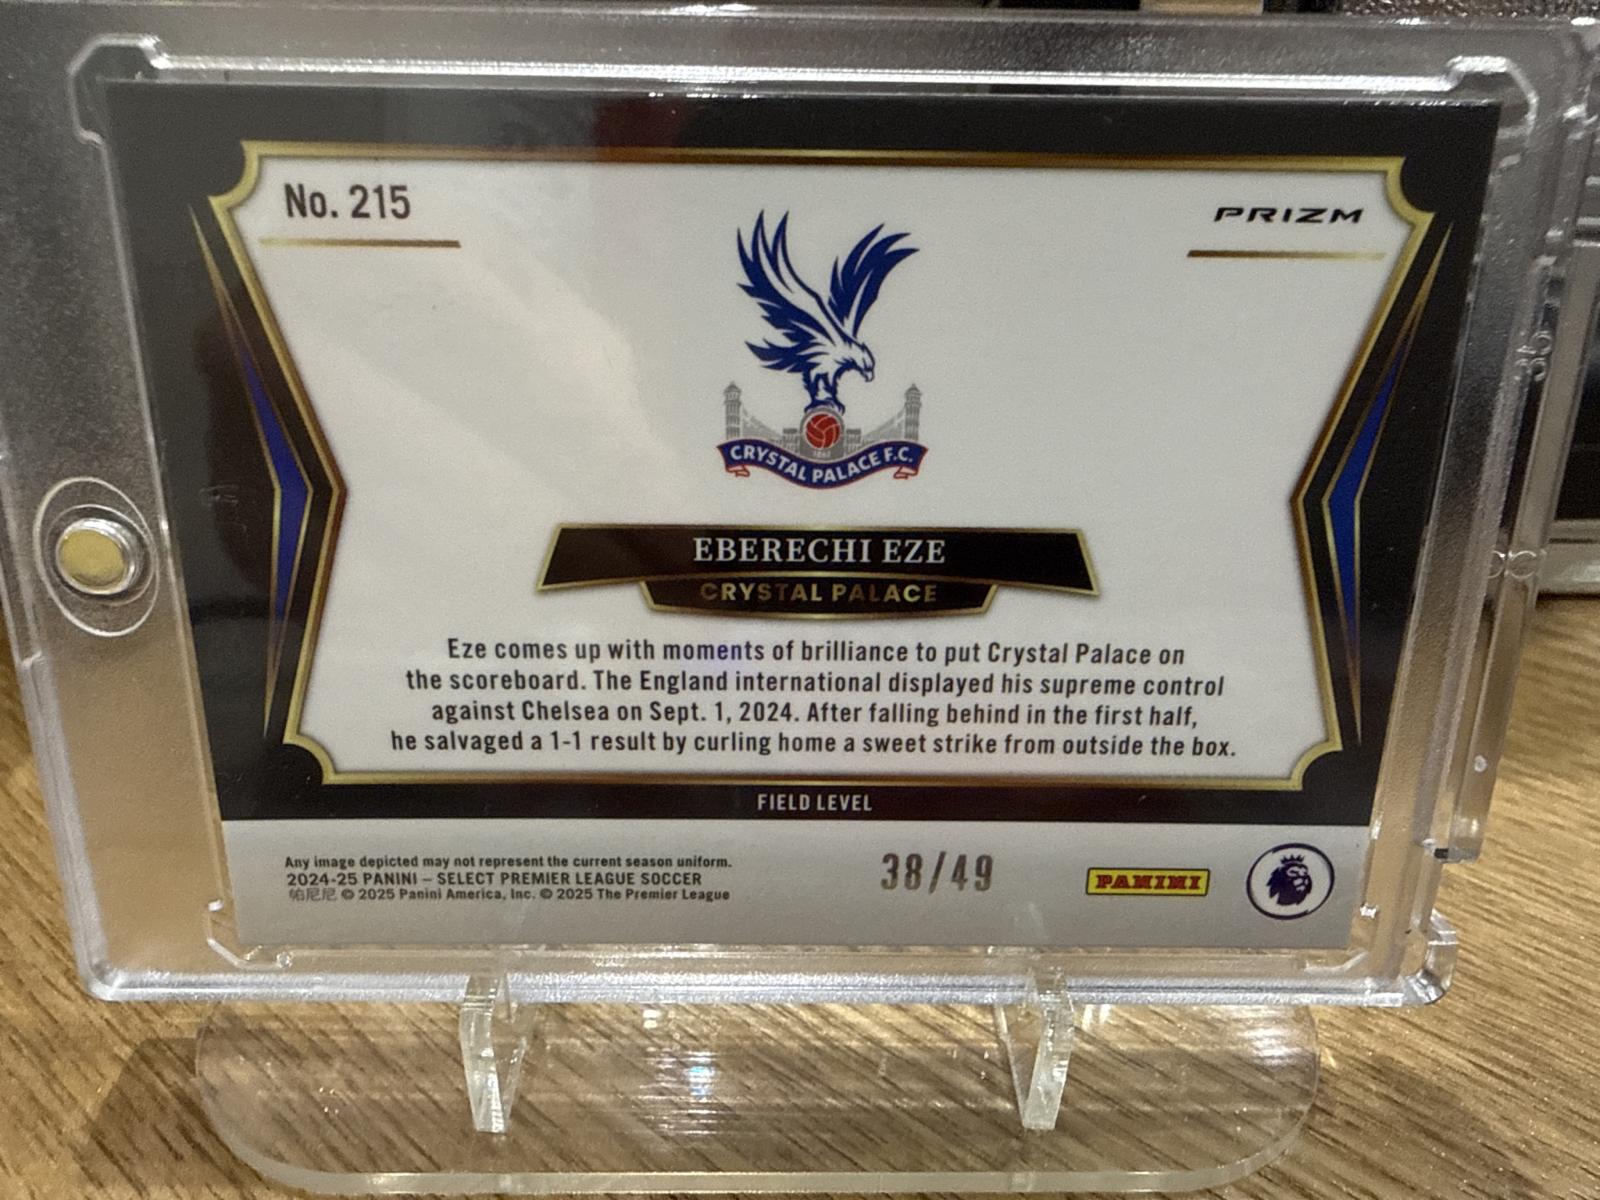 No. 215
PRIZM
1861
CRYSTAL PALACE F.C.
EBERECHI EZE
CRYSTAL PALACE
Eze comes up with moments of brilliance to put Crystal Palace on
the scoreboard. The England international displayed his supreme control
against Chelsea on Sept. 1, 2024. After falling behind in the first half,
he salvaged a 1-1 result by curling home a sweet strike from outside the box.
FIELD LEVEL
Any image depicted may not represent the current season uniform.
2024-25 PANINI – SELECT PREMIER LEAGUE SOCCER
帕尼尼 © 2025 Panini America, Inc. © 2025 The Premier League
38/49
PANINI